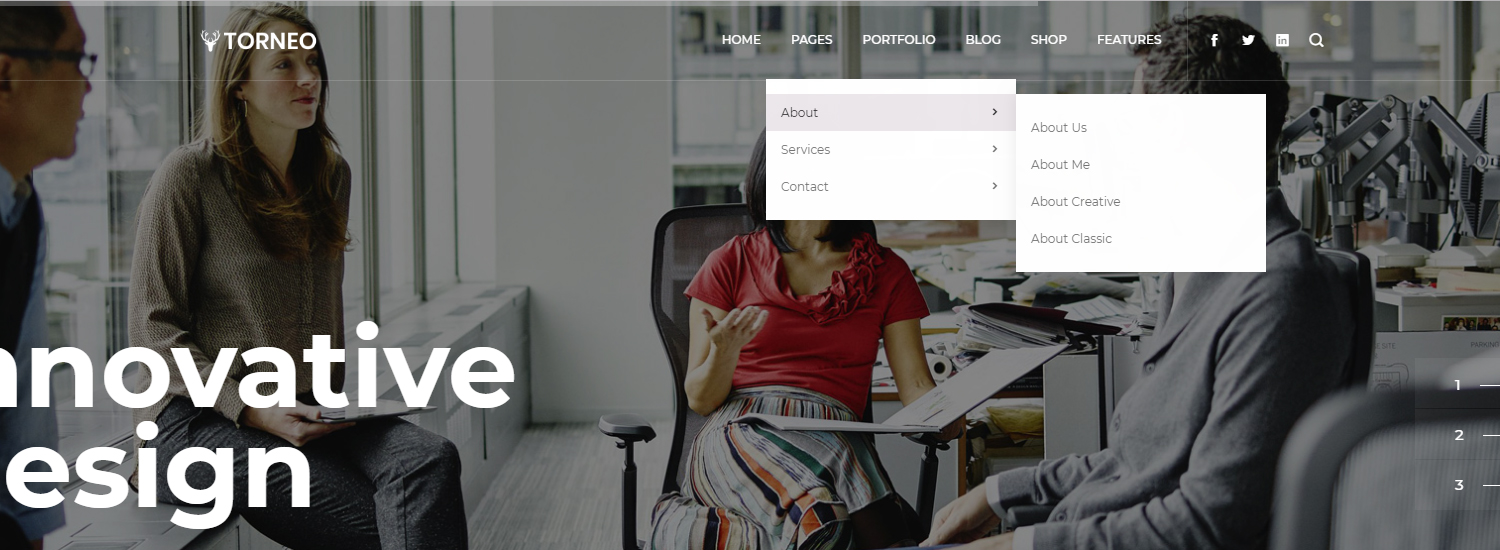 TORNEO
HOME PAGES PORTFOLIO BLOG SHOP FEATURES
About
Services
Contact
About Us
About Me
About Creative
About Classic
nnovative
esign
1
2
3